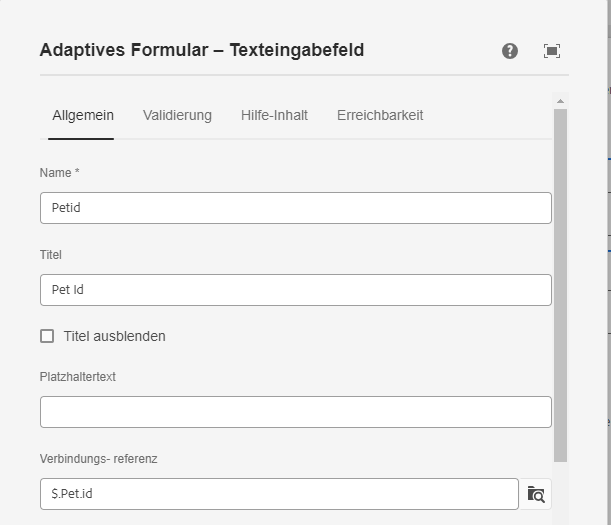 Adaptives Formular – Texteingabefeld
Allgemein Validierung Hilfe-Inhalt Erreichbarkeit
Name *
Petid
Titel
Pet Id
Titel ausblenden
Platzhaltertext
Verbindungs- referenz
$.Pet.id